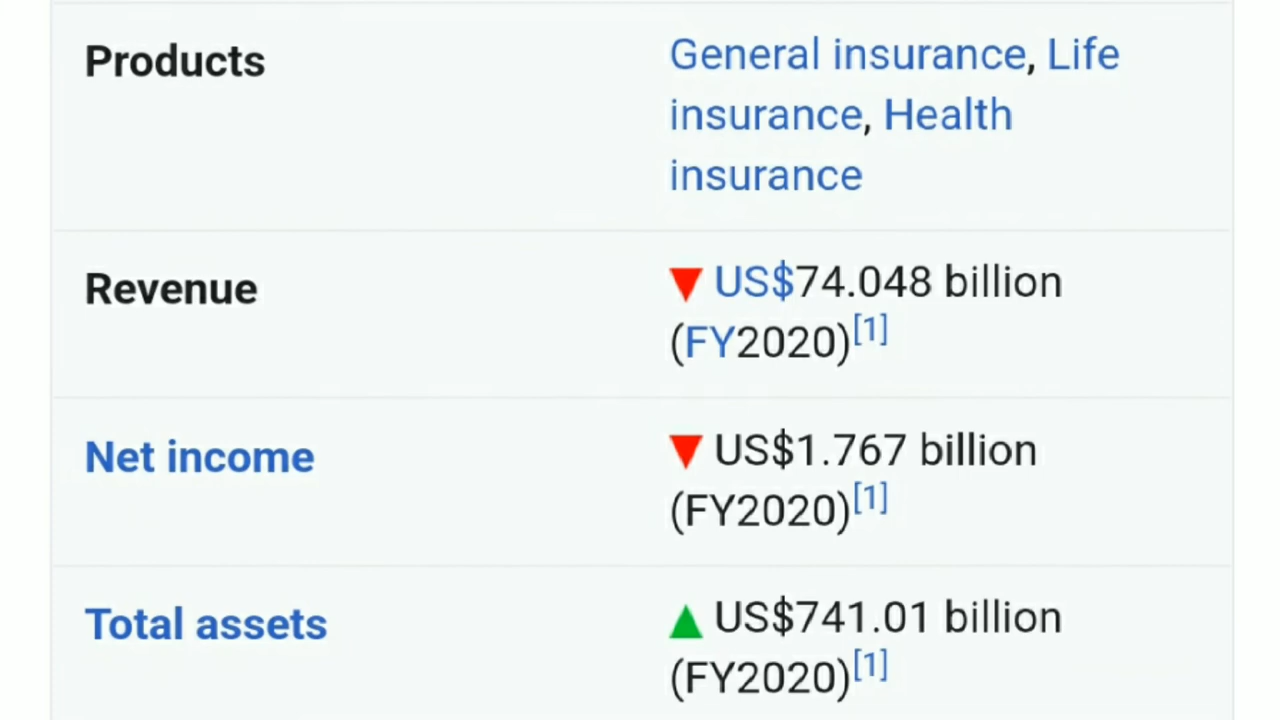 Products
General insurance, Life
insurance, Health
insurance
Revenue
▼ US$74.048 billion
(FY2020)[1]
Net income
▼ US$1.767 billion
(FY2020)[1]
Total assets
▲ US$741.01 billion
(FY2020)[1]